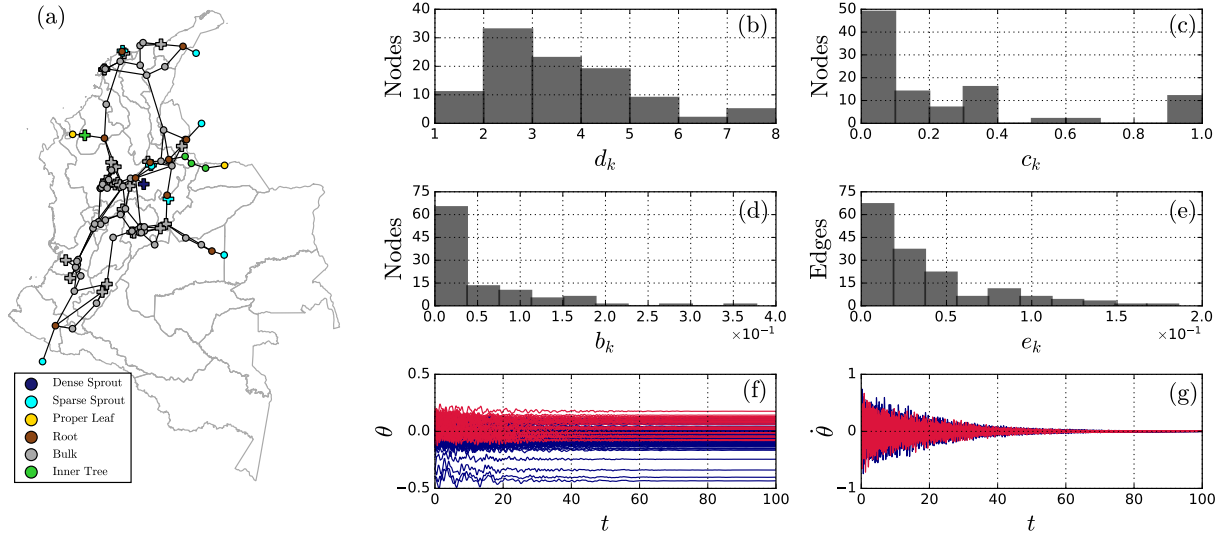 (a)
Dense Sprout
Sparse Sprout
Proper Leaf
Root
Bulk
Inner Tree
(b)
Nodes
40
30
20
10
0
1 2 3 4 5 6 7 8
d_k
(c)
Nodes
50
40
30
20
10
0
0.0 0.2 0.4 0.6 0.8 1.0
c_k
(d)
Nodes
75
60
45
30
15
0
0.0 0.5 1.0 1.5 2.0 2.5 3.0 3.5 4.0
×10⁻¹
b_k
(e)
Edges
75
60
45
30
15
0
0.0 0.5 1.0 1.5 2.0
×10⁻¹
e_k
(f)
θ
0.5
0.0
−0.5
0 20 40 60 80 100
t
(g)
θ̇
1
0
−1
0 20 40 60 80 100
t